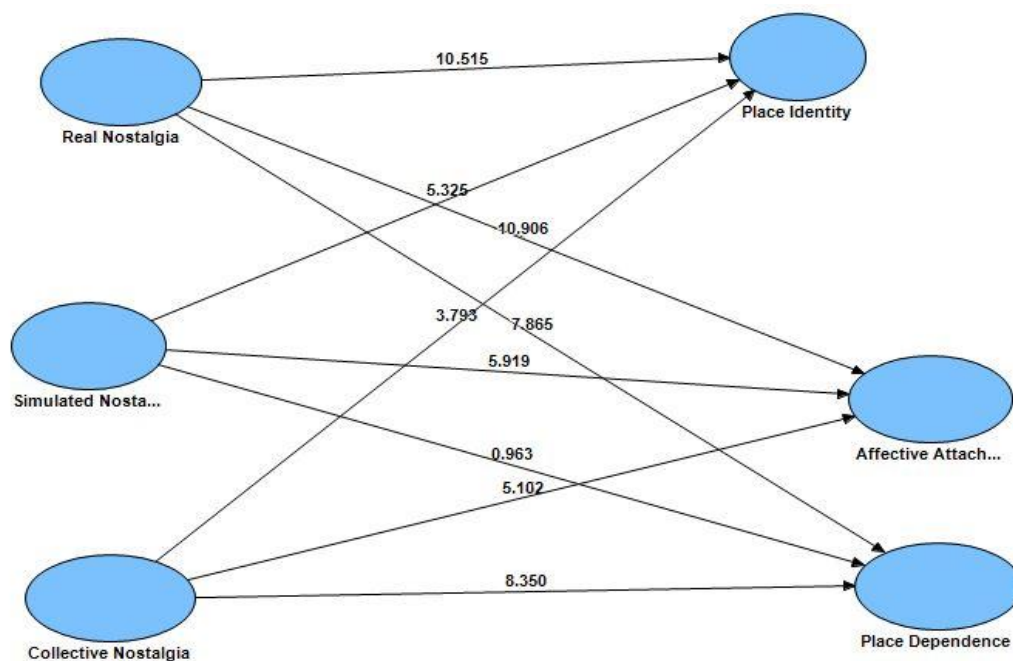 10.515
Place Identity
Real Nostalgia
5.325
10.906
3.793
7.865
5.919
Simulated Nosta...
0.963
Affective Attach...
5.102
8.350
Place Dependence
Collective Nostalgia